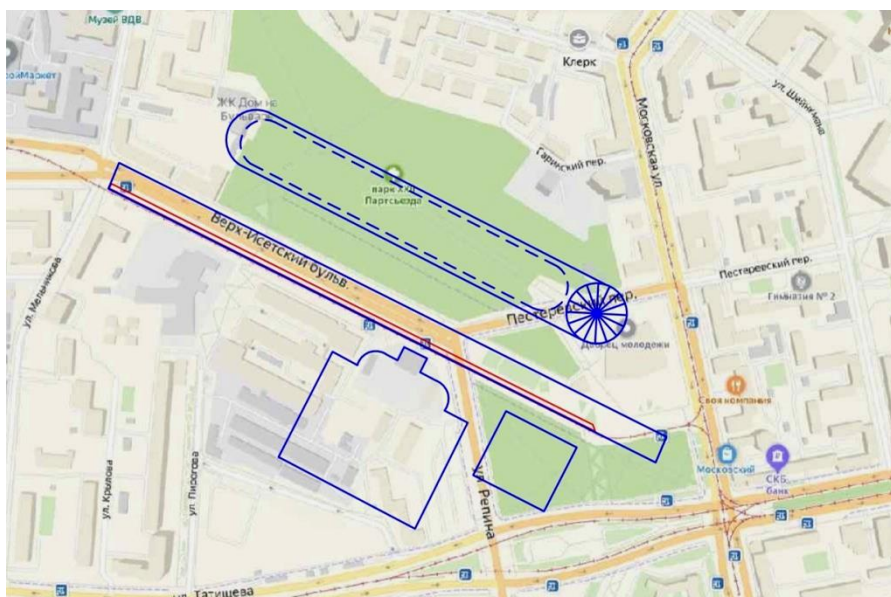 Музей ВДВ
Клерк
ройМаркет
ул. Шейнкмана
ЖК Дом на
Бульваре
Московская ул.
Гаринский пер.
парк XXII
Партсъезда
Верх-Исетский бульв.
Пестеревский пер.
ул. Мельникова
Пестеревский пер.
Гимназия № 2
Дворец молодежи
Своя компания
ул. Крылова
ул. Пирогова
ул. Репина
Московский
СКБ-
банк
ул. Татищева